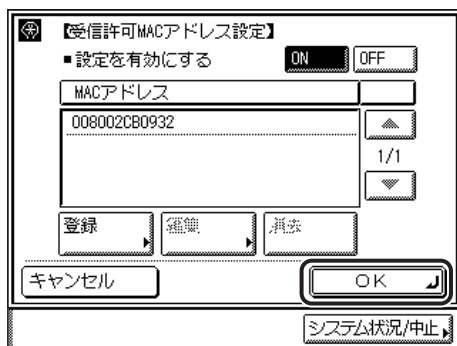 【受信許可MACアドレス設定】
■設定を有効にする ON OFF
MACアドレス
008002CB0932
1/1
登録 編集 消去
キャンセル OK
システム状況/中止